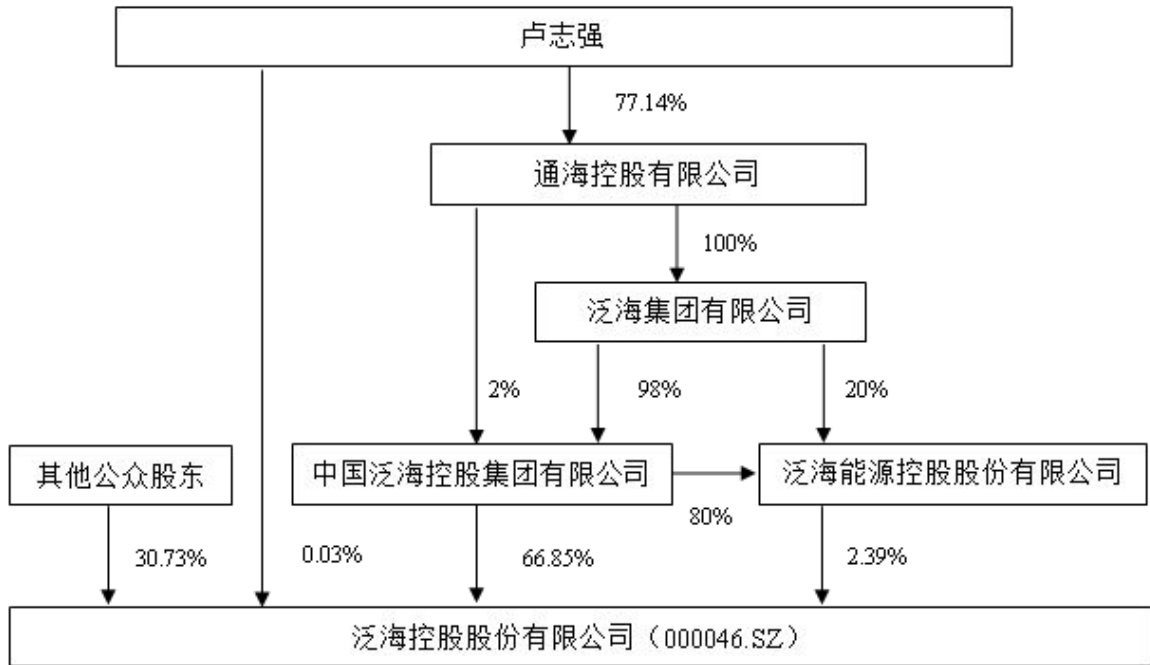 卢志强
77.14%
通海控股有限公司
100%
泛海集团有限公司
2%
98%
20%
其他公众股东
中国泛海控股集团有限公司
泛海能源控股股份有限公司
80%
30.73%
0.03%
66.85%
2.39%
泛海控股股份有限公司（000046.SZ）